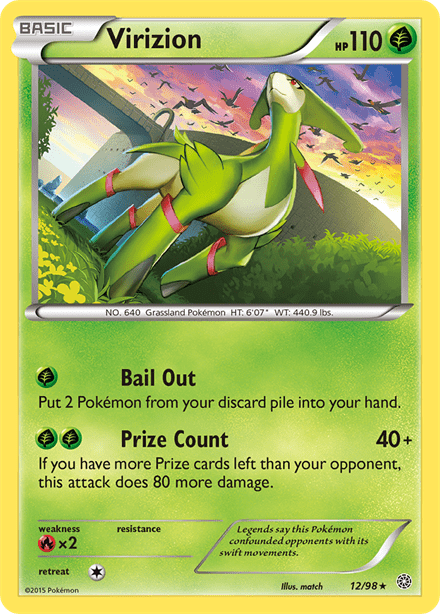 BASIC
Virizion
HP 110
NO. 640 Grassland Pokémon HT: 6'07" WT: 440.9 lbs.
Bail Out
Put 2 Pokémon from your discard pile into your hand.
Prize Count 40+
If you have more Prize cards left than your opponent,
this attack does 80 more damage.
weakness resistance
×2
retreat
Legends say this Pokémon
confounded opponents with its
swift movements.
©2015 Pokémon
Illus. match 12/98 ★